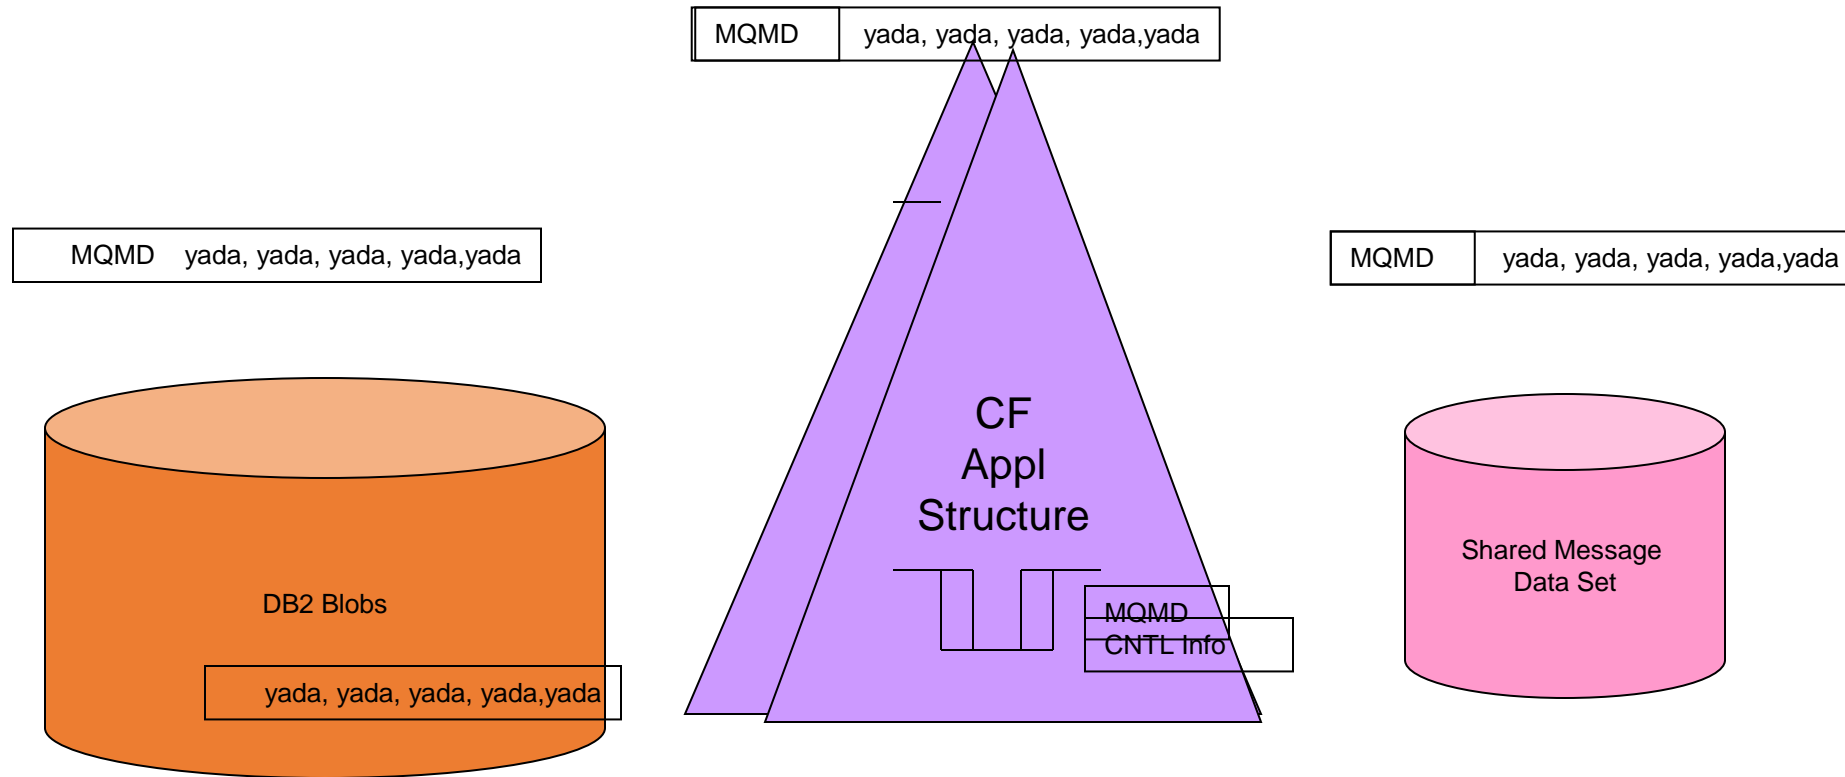 MQMD yada, yada, yada, yada,yada
MQMD yada, yada, yada, yada,yada
MQMD yada, yada, yada, yada,yada
CF
Appl
Structure
Shared Message
Data Set
DB2 Blobs
MQMD
CNTL Info
yada, yada, yada, yada,yada